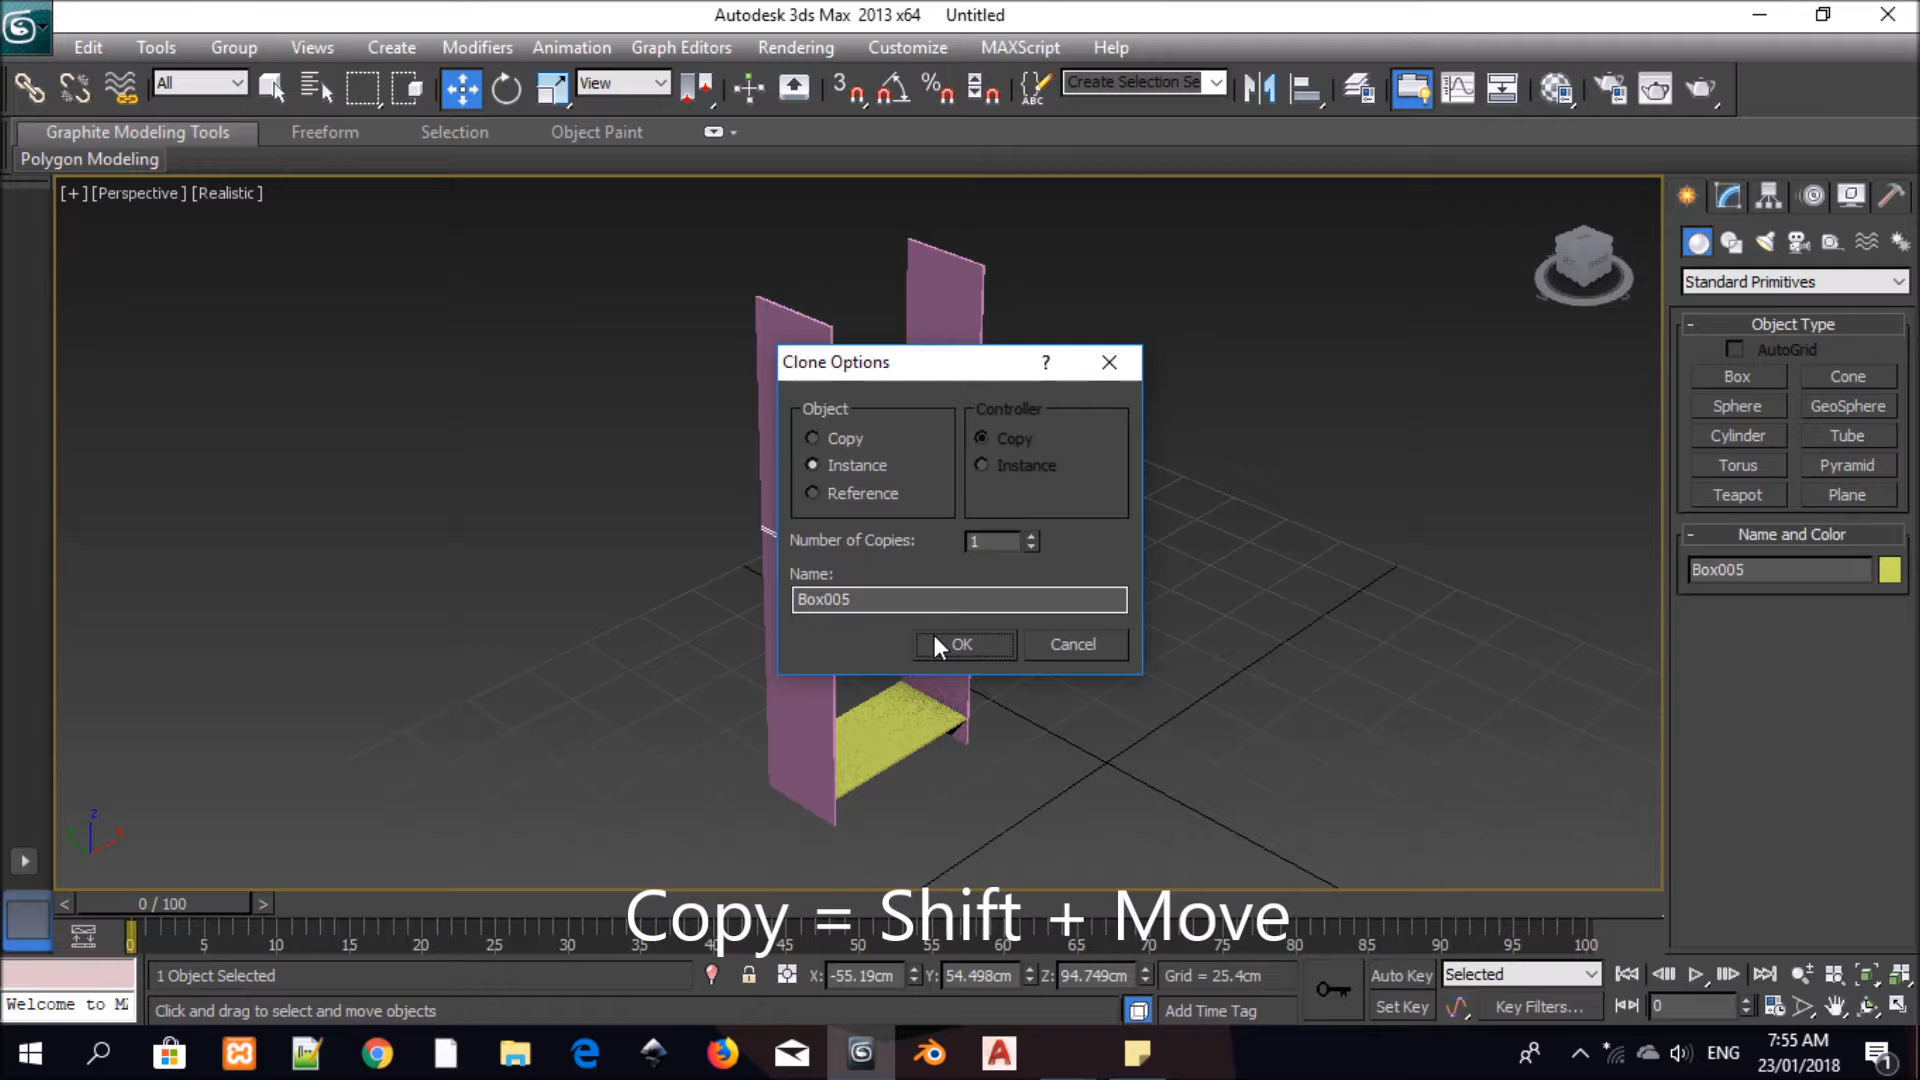 Autodesk 3ds Max 2013 x64 Untitled
Edit Tools Group Views Create Modifiers Animation Graph Editors Rendering Customize MAXScript Help
All View Create Selection Se
Graphite Modeling Tools Freeform Selection Object Paint
Polygon Modeling
[+][Perspective][Realistic]
Standard Primitives
- Object Type
AutoGrid
Box Cone
Sphere GeoSphere
Cylinder Tube
Torus Pyramid
Teapot Plane
- Name and Color
Box005
Clone Options ?
Object Controller
Copy Copy
Instance Instance
Reference
Number of Copies: 1
Name:
Box005
OK Cancel
z
x
y
Copy = Shift + Move
< 0 / 100 >
0 5 10 15 20 25 30 35 40 45 50 55 60 65 70 75 80 85 90 95 100
1 Object Selected X: -55.19cm Y: 54.498cm Z: 94.749cm Grid = 25.4cm Auto Key Selected
Welcome to M
Click and drag to select and move objects Add Time Tag Set Key Key Filters... 0
ENG 7:55 AM
23/01/2018
1